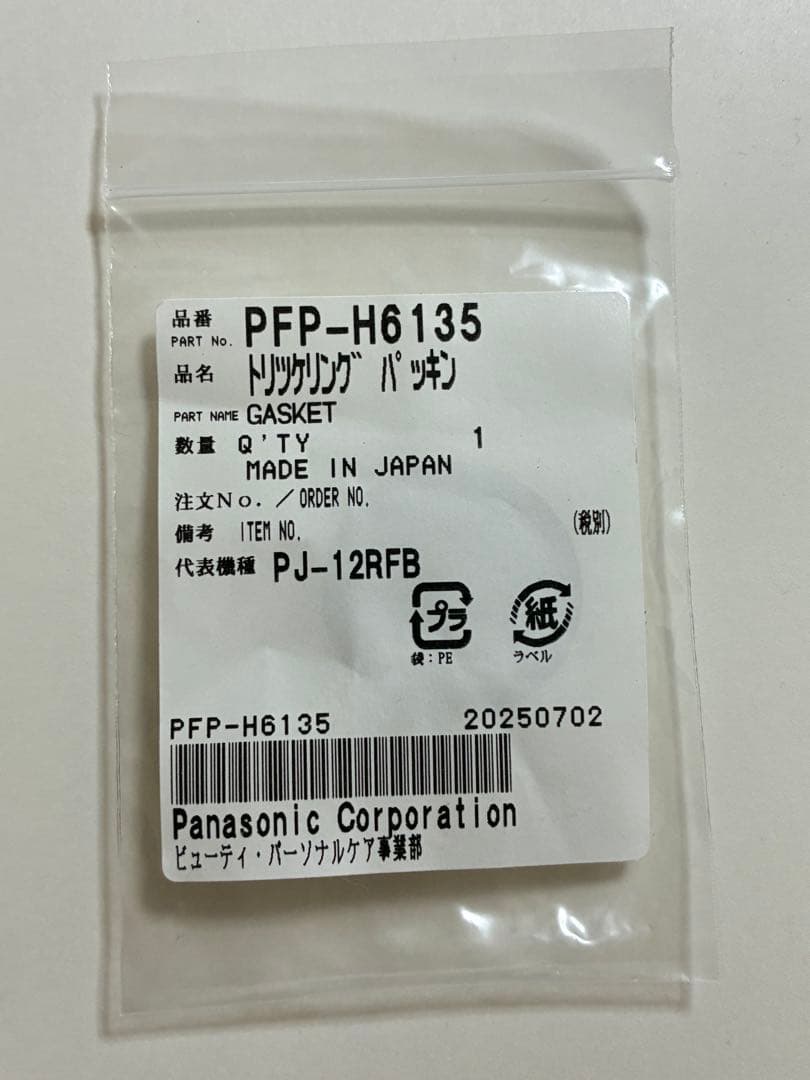 品番
PART No. PFP-H6135
品名 トリツケリング パッキン
PART NAME GASKET
数量 Q'TY 1
MADE IN JAPAN
注文No.／ORDER NO.
備考 ITEM NO. (税別)
代表機種 PJ-12RFB
プラ 紙
袋：PE ラベル
PFP-H6135 20250702
Panasonic Corporation
ビューティ・パーソナルケア事業部